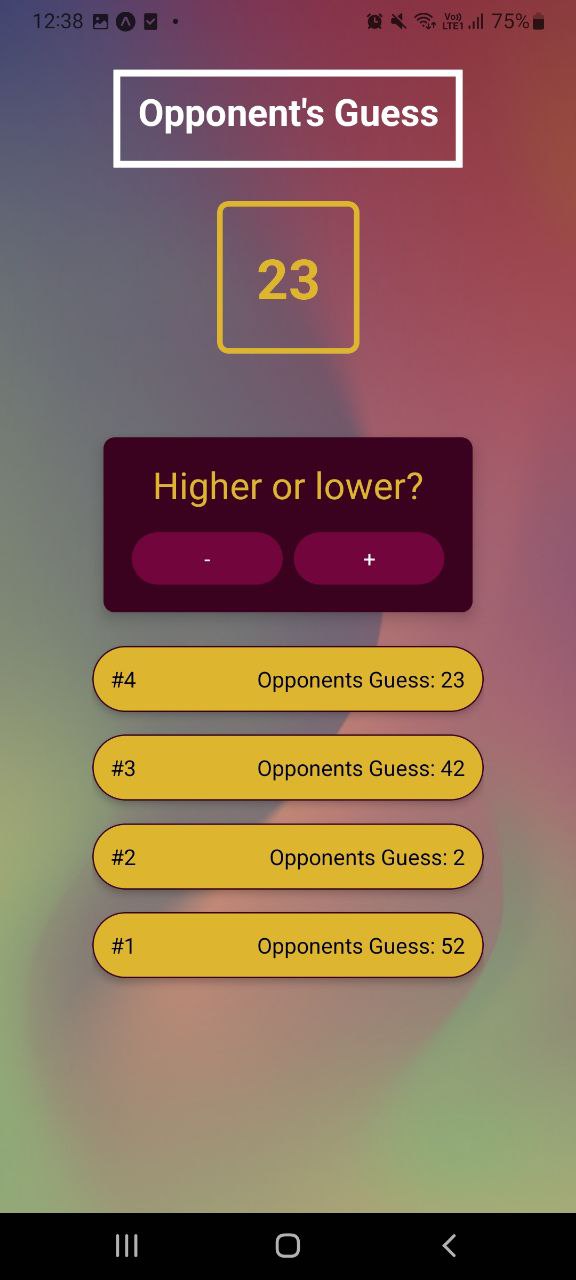 12:38 75%
Vo))
LTE1
Opponent's Guess
23
Higher or lower?
- +
#4 Opponents Guess: 23
#3 Opponents Guess: 42
#2 Opponents Guess: 2
#1 Opponents Guess: 52